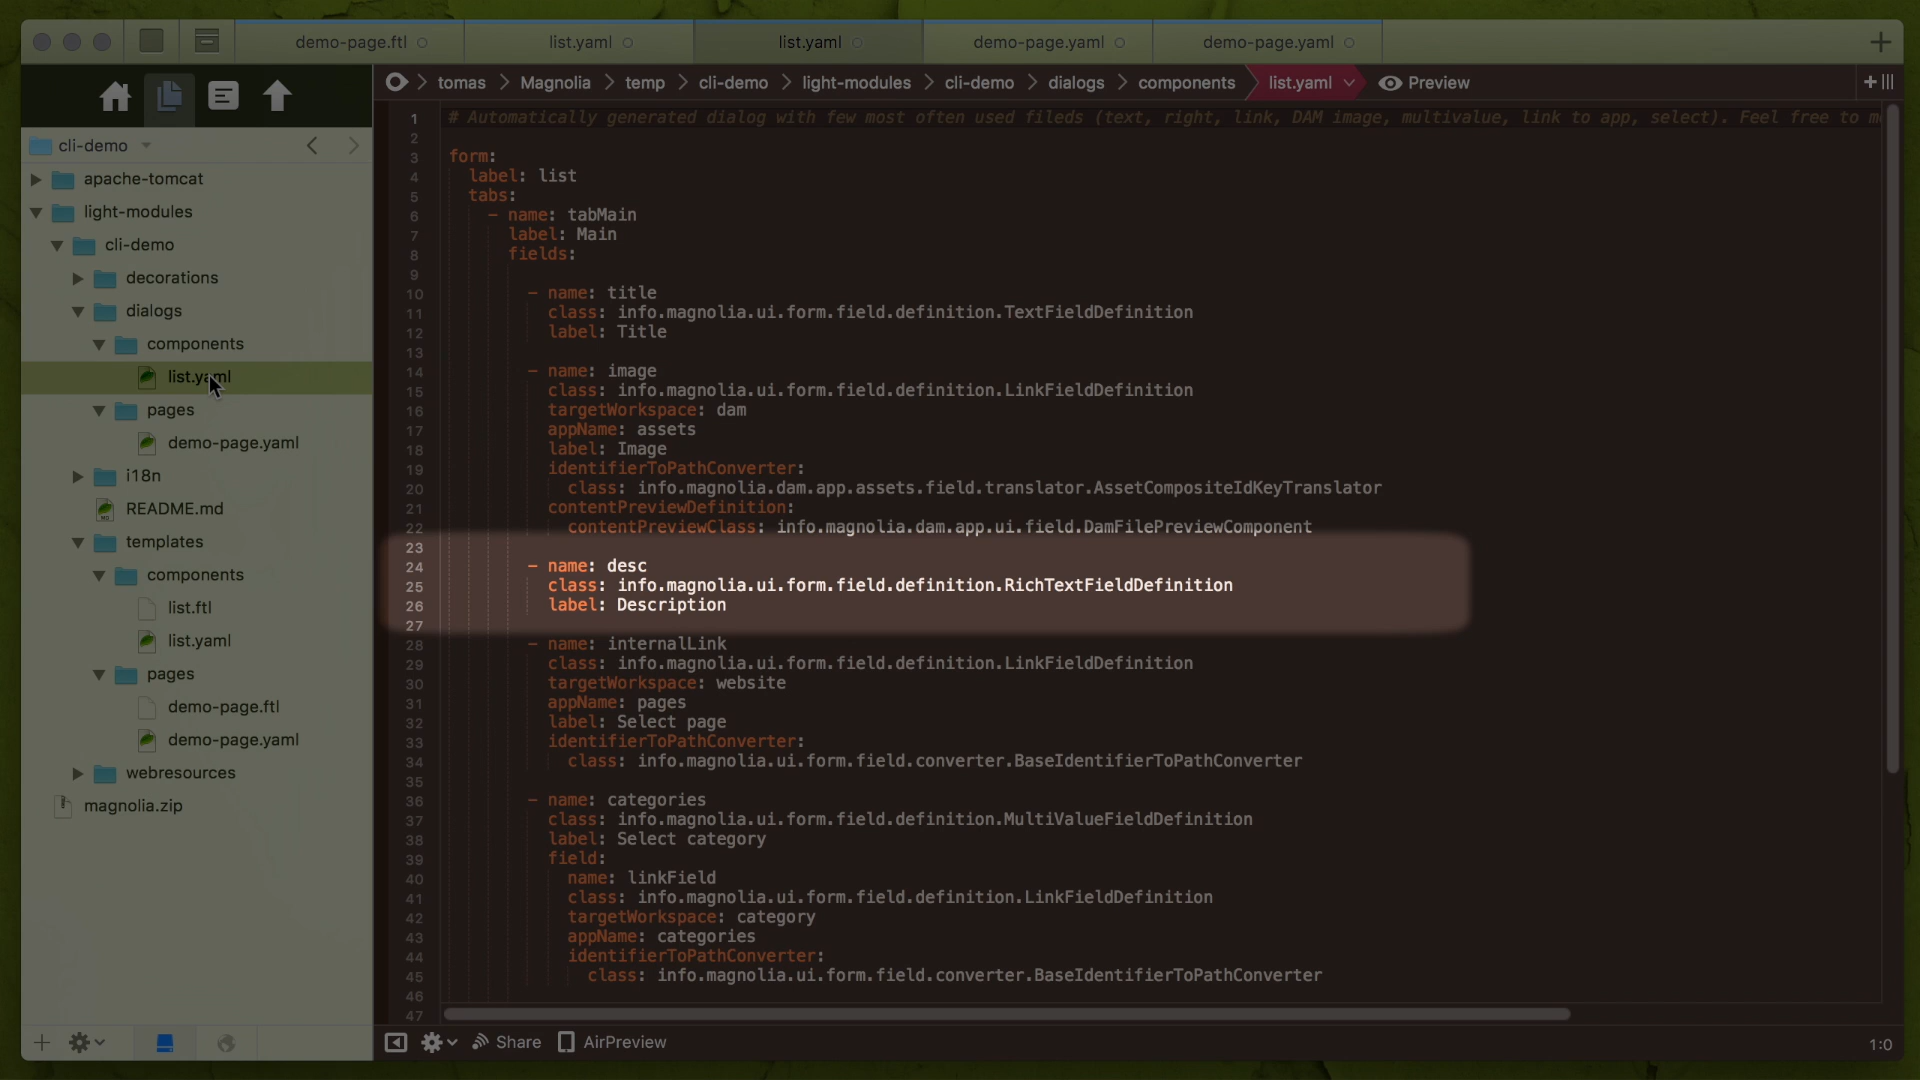 demo-page.ftl
list.yaml
list.yaml
demo-page.yaml
demo-page.yaml
tomas
Magnolia
temp
cli-demo
light-modules
cli-demo
dialogs
components
list.yaml
Preview
cli-demo
apache-tomcat
light-modules
cli-demo
decorations
dialogs
components
list.yaml
pages
demo-page.yaml
i18n
README.md
templates
components
list.ftl
list.yaml
pages
demo-page.ftl
demo-page.yaml
webresources
magnolia.zip
1 # Automatically generated dialog with few most often used fileds (text, right, link, DAM image, multivalue, link to app, select). Feel free to
2
3 form:
4 label: list
5 tabs:
6 - name: tabMain
7 label: Main
8 fields:
9
10 - name: title
11 class: info.magnolia.ui.form.field.definition.TextFieldDefinition
12 label: Title
13
14 - name: image
15 class: info.magnolia.ui.form.field.definition.LinkFieldDefinition
16 targetWorkspace: dam
17 appName: assets
18 label: Image
19 identifierToPathConverter:
20 class: info.magnolia.dam.app.assets.field.translator.AssetCompositeIdKeyTranslator
21 contentPreviewDefinition:
22 contentPreviewClass: info.magnolia.dam.app.ui.field.DamFilePreviewComponent
23
24 - name: desc
25 class: info.magnolia.ui.form.field.definition.RichTextFieldDefinition
26 label: Description
27
28 - name: internalLink
29 class: info.magnolia.ui.form.field.definition.LinkFieldDefinition
30 targetWorkspace: website
31 appName: pages
32 label: Select page
33 identifierToPathConverter:
34 class: info.magnolia.ui.form.field.converter.BaseIdentifierToPathConverter
35
36 - name: categories
37 class: info.magnolia.ui.form.field.definition.MultiValueFieldDefinition
38 label: Select category
39 field:
40 name: linkField
41 class: info.magnolia.ui.form.field.definition.LinkFieldDefinition
42 targetWorkspace: category
43 appName: categories
44 identifierToPathConverter:
45 class: info.magnolia.ui.form.field.converter.BaseIdentifierToPathConverter
46
47
Share
AirPreview
1:0